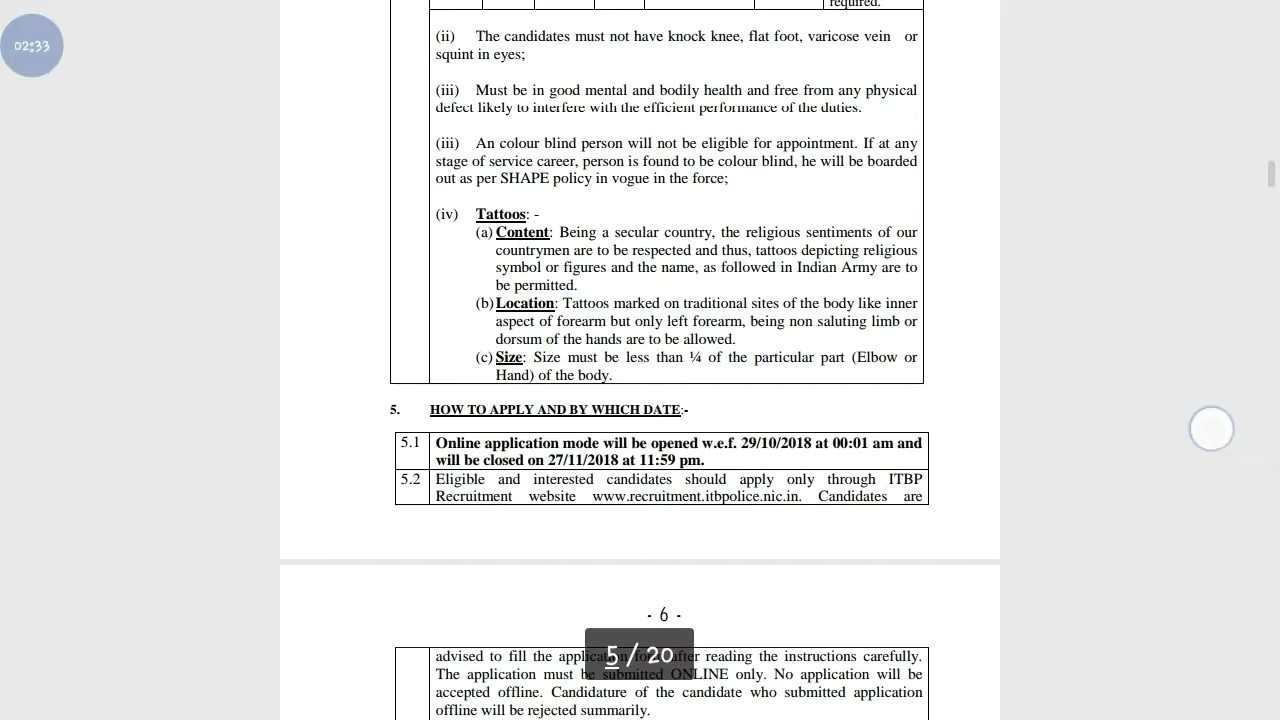 required.
02:33
(ii) The candidates must not have knock knee, flat foot, varicose vein or
squint in eyes;
(iii) Must be in good mental and bodily health and free from any physical
defect likely to interfere with the efficient performance of the duties.
(iii) An colour blind person will not be eligible for appointment. If at any
stage of service career, person is found to be colour blind, he will be boarded
out as per SHAPE policy in vogue in the force;
(iv) Tattoos: -
(a) Content: Being a secular country, the religious sentiments of our
countrymen are to be respected and thus, tattoos depicting religious
symbol or figures and the name, as followed in Indian Army are to
be permitted.
(b) Location: Tattoos marked on traditional sites of the body like inner
aspect of forearm but only left forearm, being non saluting limb or
dorsum of the hands are to be allowed.
(c) Size: Size must be less than ¼ of the particular part (Elbow or
Hand) of the body.
5. HOW TO APPLY AND BY WHICH DATE:-
5.1 Online application mode will be opened w.e.f. 29/10/2018 at 00:01 am and
will be closed on 27/11/2018 at 11:59 pm.
5.2 Eligible and interested candidates should apply only through ITBP
Recruitment website www.recruitment.itbpolice.nic.in. Candidates are
- 6 -
5 / 20
advised to fill the application form after reading the instructions carefully.
The application must be submitted ONLINE only. No application will be
accepted offline. Candidature of the candidate who submitted application
offline will be rejected summarily.